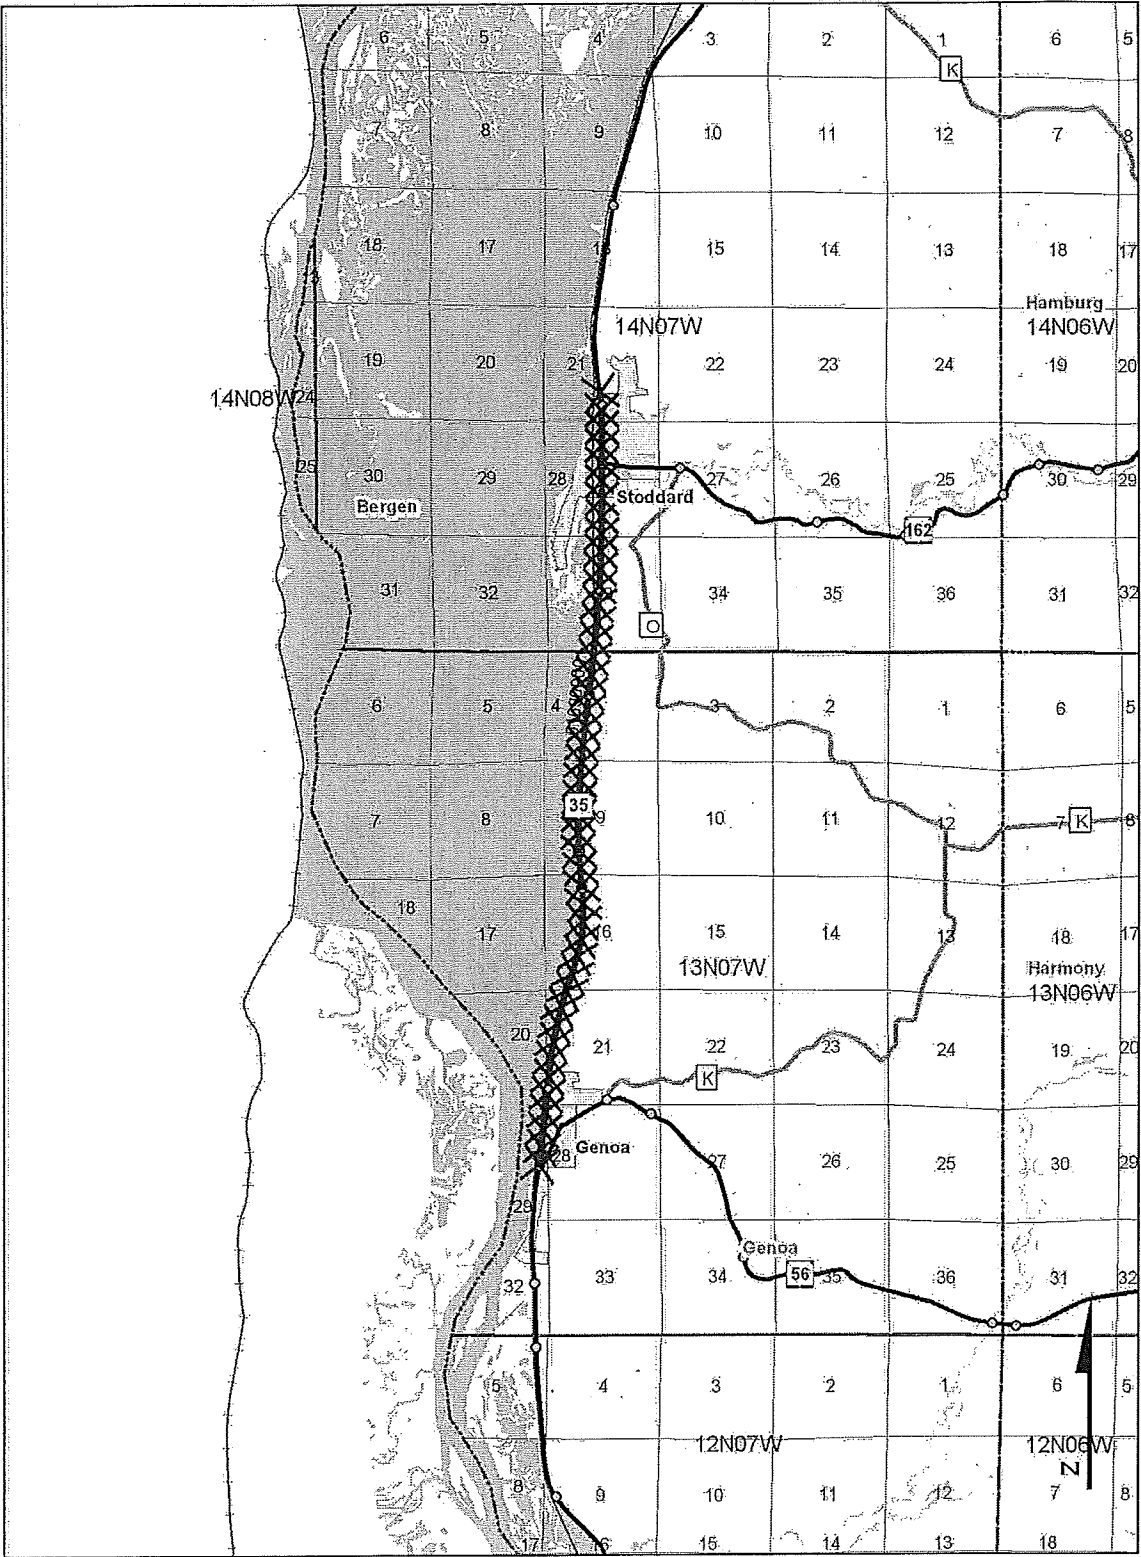 6 5 4 3 2 1 6 5
K
7 8 9 10 11 12 7 8
18 17 15 14 13 18 17
Hamburg
14N07W 14N06W
19 20 21 22 23 24 19 20
14N08W 24
25 30 29 28 27 26 25 30 29
Stoddard
Bergen
162
31 32 34 35 36 31 32
O
6 5 4 3 2 1 6 5
35
7 8 9 10 11 12 7 K 8
18 17 16 15 14 13 18 17
13N07W Harmony
13N06W
20 21 22 23 24 19 20
K
Genoa
28 27 26 25 30 29
29
Genoa
32 33 34 56 35 36 31 32
5 4 3 2 1 6 5
12N07W 12N06W
N
8 9 10 11 12 7 8
17 15 14 13 18